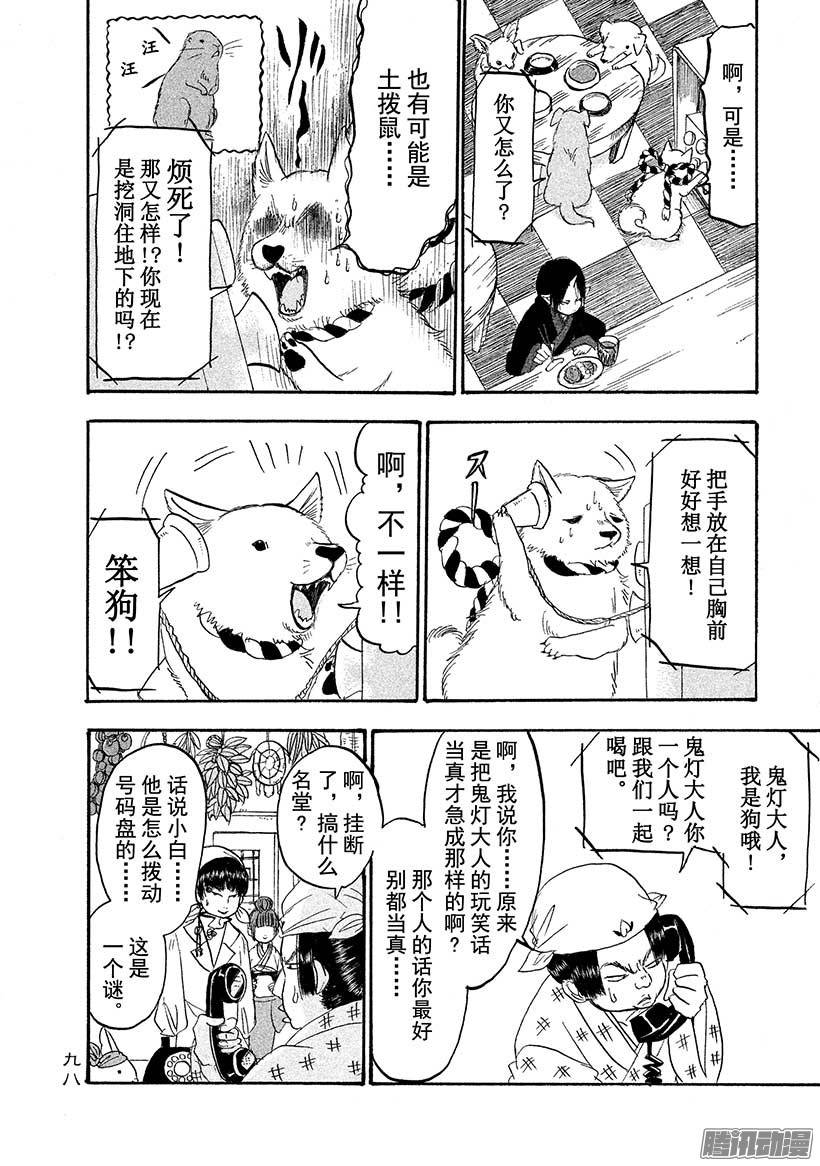 啊，可是……
你又怎么了？
也有可能是
土拨鼠……
汪
汪
烦死了！
那又怎样!?你现在
是挖洞住地下的吗!?
把手放在自己胸前
好好想一想！
ス
啊，不一样!!
笨狗!!
鬼灯大人，
我是狗哦！
鬼灯大人你
一个人吗？
跟我们一起
喝吧。
啊，我说你……原来
是把鬼灯大人的玩笑话
当真才急成那样的啊？
那个人的话你最好
别都当真……
啊，挂断
了，搞什么
名堂？
话说小白……
他是怎么拨动
号码盘的……
这是
一个谜。
九八
腾讯动漫